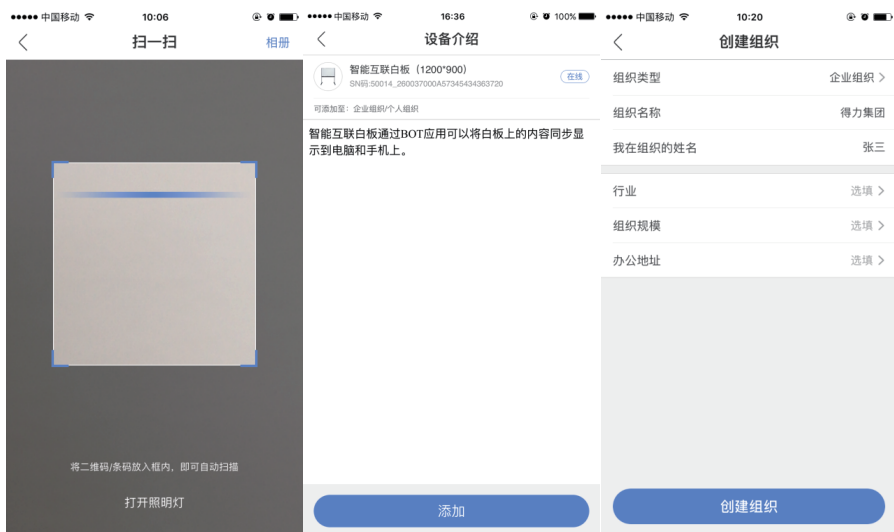 中国移动 10:06
扫一扫 相册
将二维码/条码放入框内，即可自动扫描
打开照明灯
中国移动 16:36 100%
设备介绍
智能互联白板（1200*900） 在线
SN码:50014_260037000A57345434363720
可添加至：企业组织/个人组织
智能互联白板通过BOT应用可以将白板上的内容同步显
示到电脑和手机上。
添加
中国移动 10:20
创建组织
组织类型 企业组织
组织名称 得力集团
我在组织的姓名 张三
行业 选填
组织规模 选填
办公地址 选填
创建组织